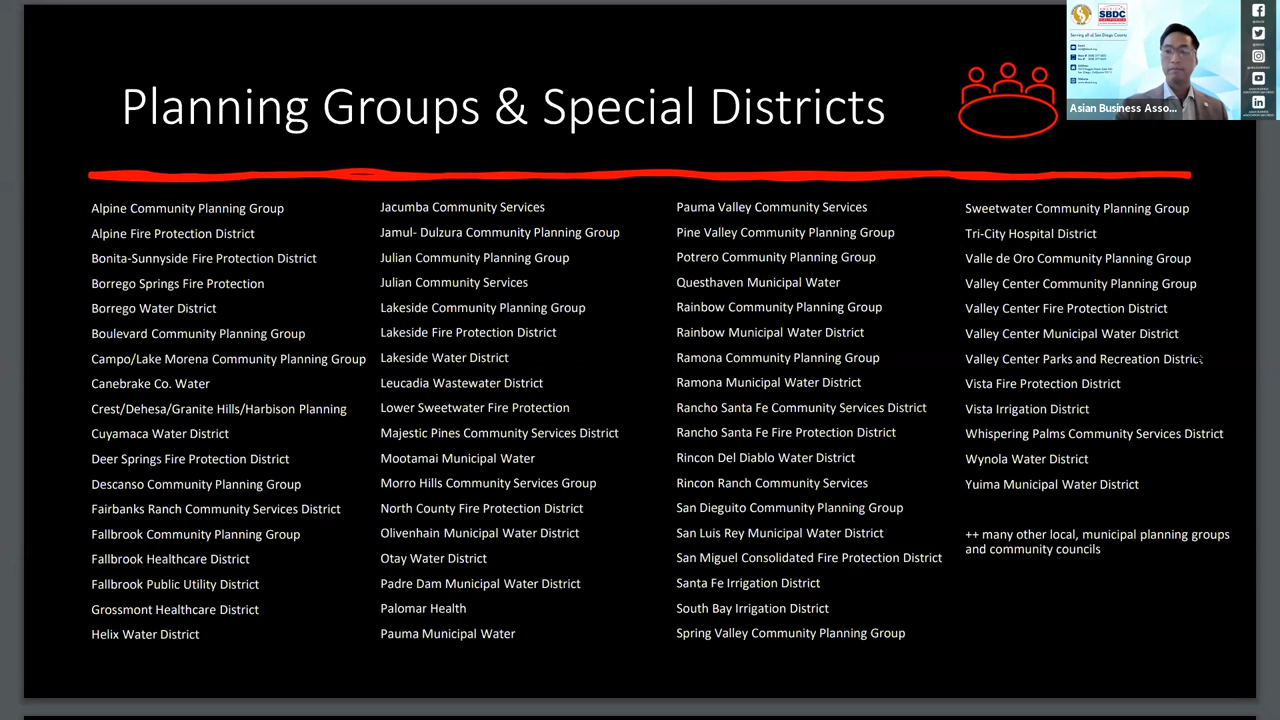 Planning Groups & Special Districts
SBDC
Serving all of San Diego County
Asian Business Asso...
Alpine Community Planning Group
Alpine Fire Protection District
Bonita-Sunnyside Fire Protection District
Borrego Springs Fire Protection
Borrego Water District
Boulevard Community Planning Group
Campo/Lake Morena Community Planning Group
Canebrake Co. Water
Crest/Dehesa/Granite Hills/Harbison Planning
Cuyamaca Water District
Deer Springs Fire Protection District
Descanso Community Planning Group
Fairbanks Ranch Community Services District
Fallbrook Community Planning Group
Fallbrook Healthcare District
Fallbrook Public Utility District
Grossmont Healthcare District
Helix Water District
Jacumba Community Services
Jamul- Dulzura Community Planning Group
Julian Community Planning Group
Julian Community Services
Lakeside Community Planning Group
Lakeside Fire Protection District
Lakeside Water District
Leucadia Wastewater District
Lower Sweetwater Fire Protection
Majestic Pines Community Services District
Mootamai Municipal Water
Morro Hills Community Services Group
North County Fire Protection District
Olivenhain Municipal Water District
Otay Water District
Padre Dam Municipal Water District
Palomar Health
Pauma Municipal Water
Pauma Valley Community Services
Pine Valley Community Planning Group
Potrero Community Planning Group
Questhaven Municipal Water
Rainbow Community Planning Group
Rainbow Municipal Water District
Ramona Community Planning Group
Ramona Municipal Water District
Rancho Santa Fe Community Services District
Rancho Santa Fe Fire Protection District
Rincon Del Diablo Water District
Rincon Ranch Community Services
San Dieguito Community Planning Group
San Luis Rey Municipal Water District
San Miguel Consolidated Fire Protection District
Santa Fe Irrigation District
South Bay Irrigation District
Spring Valley Community Planning Group
Sweetwater Community Planning Group
Tri-City Hospital District
Valle de Oro Community Planning Group
Valley Center Community Planning Group
Valley Center Fire Protection District
Valley Center Municipal Water District
Valley Center Parks and Recreation District
Vista Fire Protection District
Vista Irrigation District
Whispering Palms Community Services District
Wynola Water District
Yuima Municipal Water District
++ many other local, municipal planning groups
and community councils